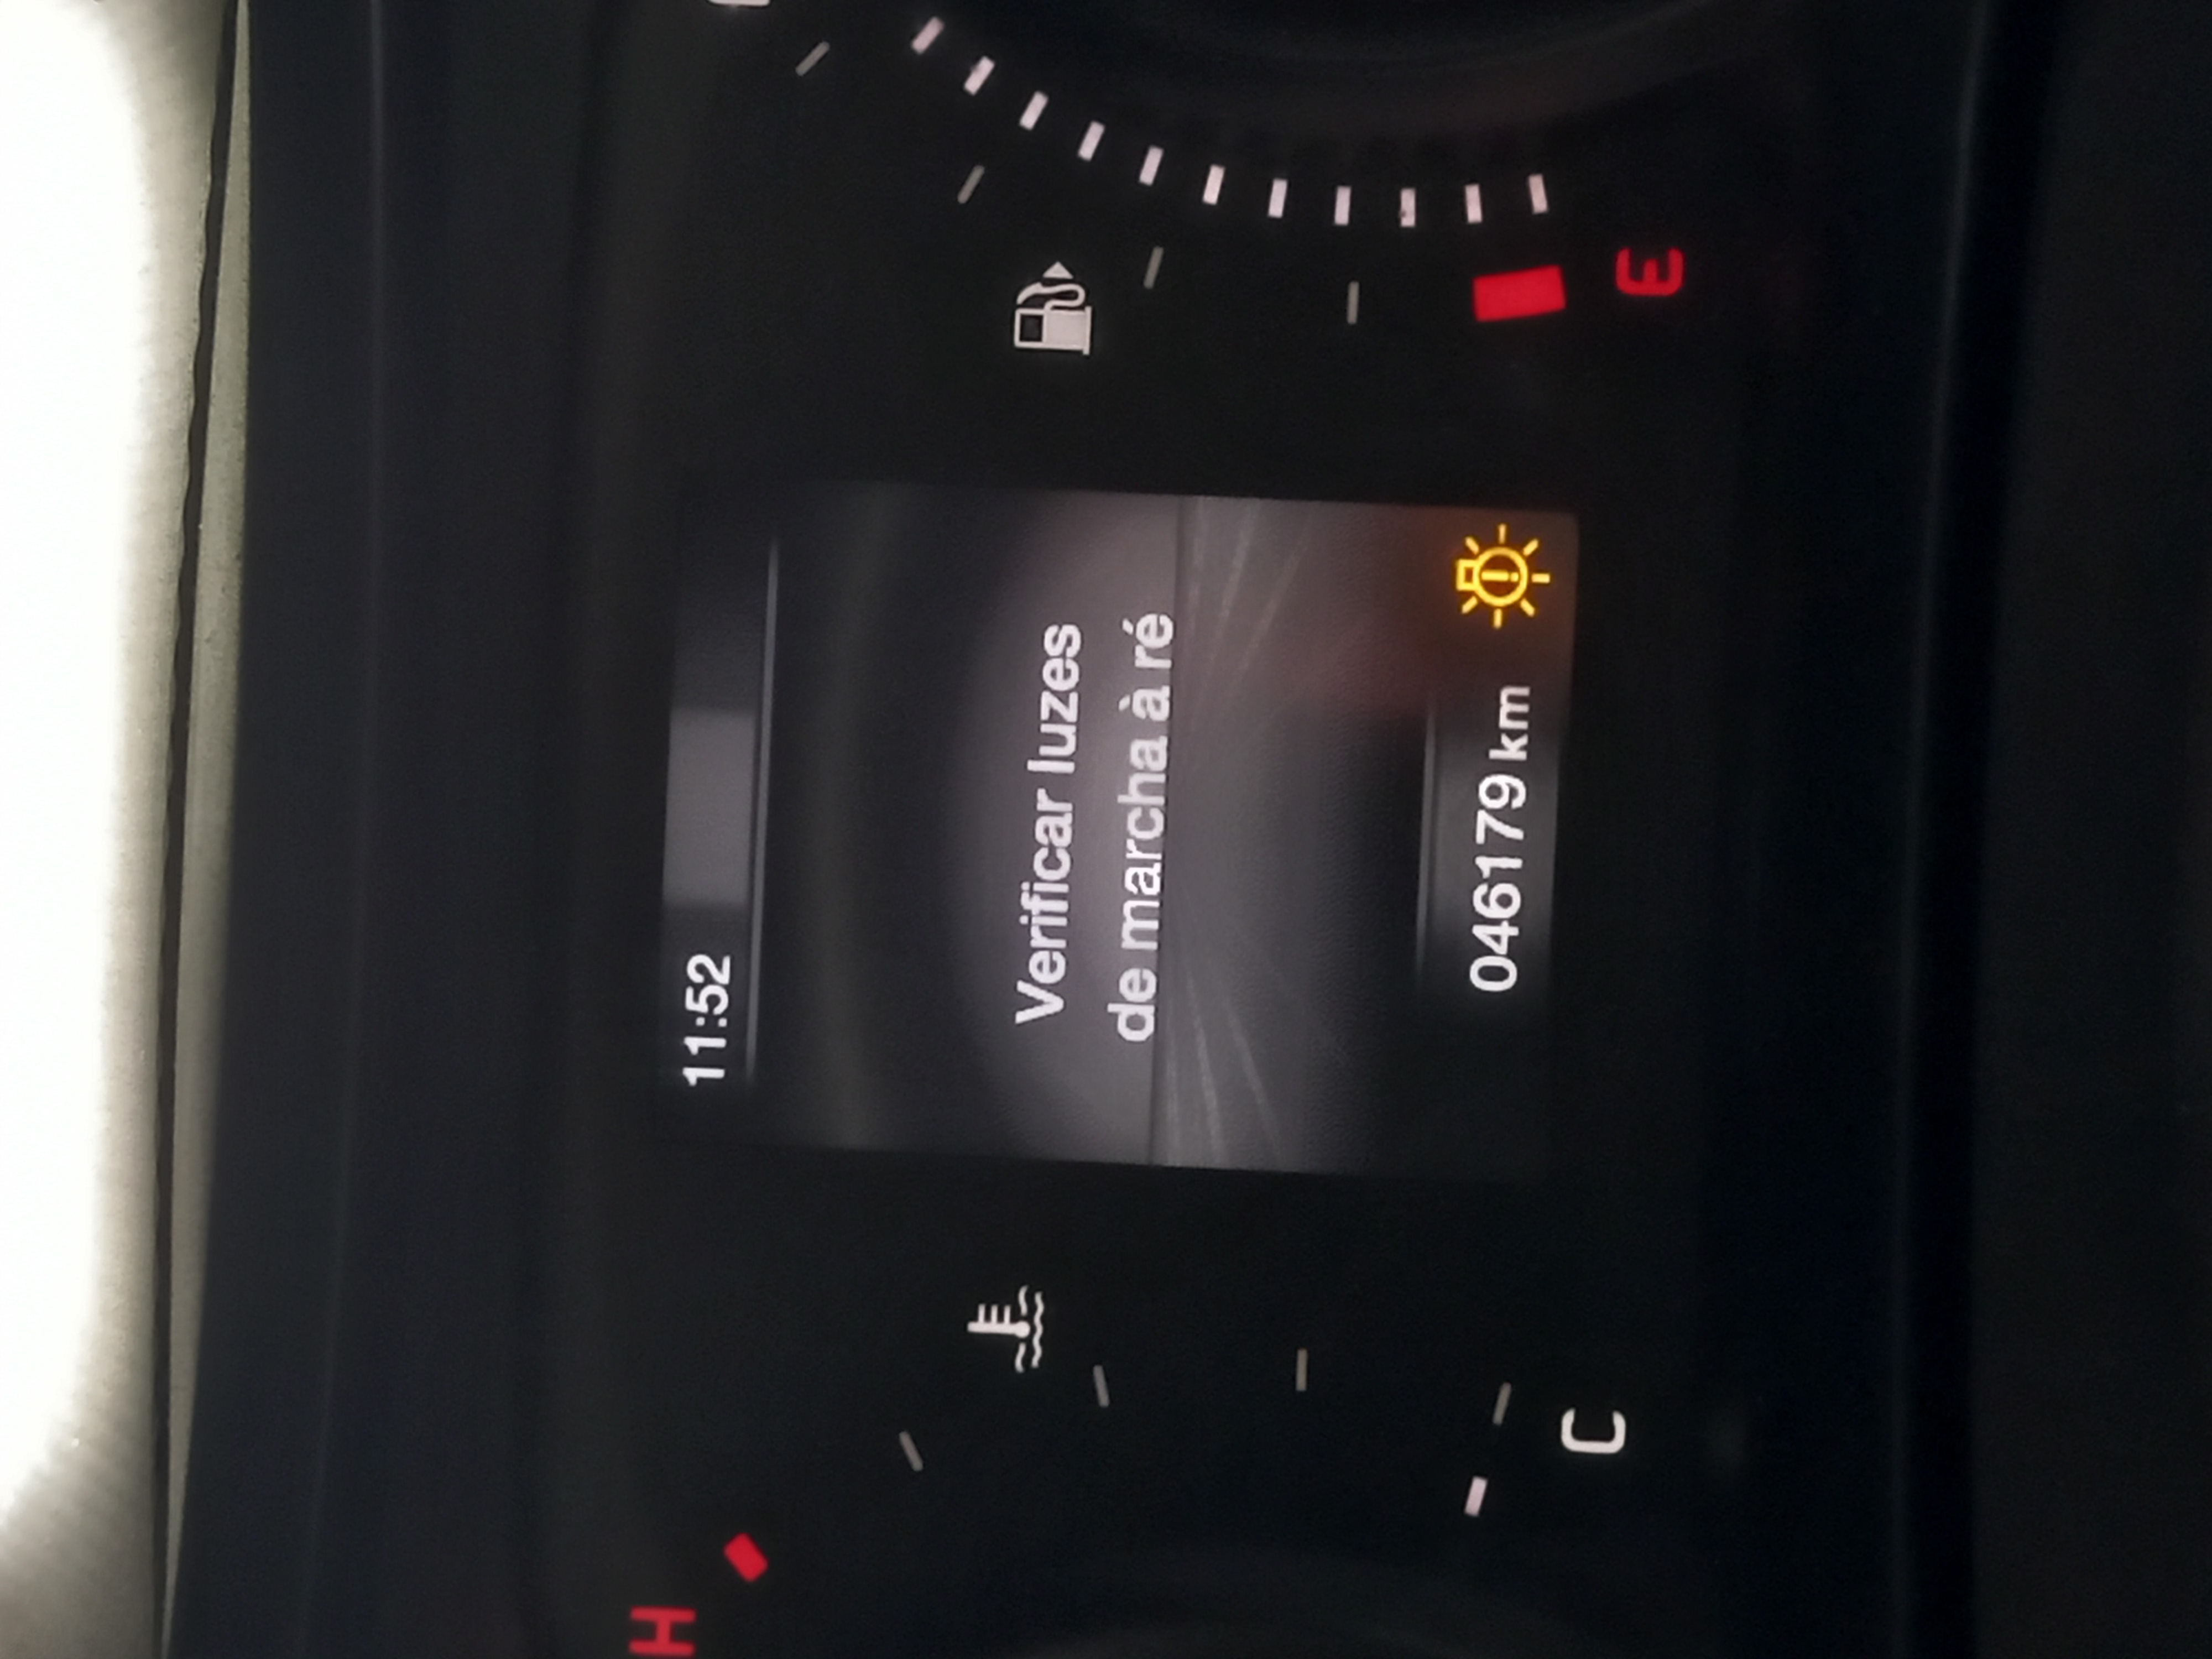 H
11:52
Verificar luzes
de marcha à ré
046179 km
C
E